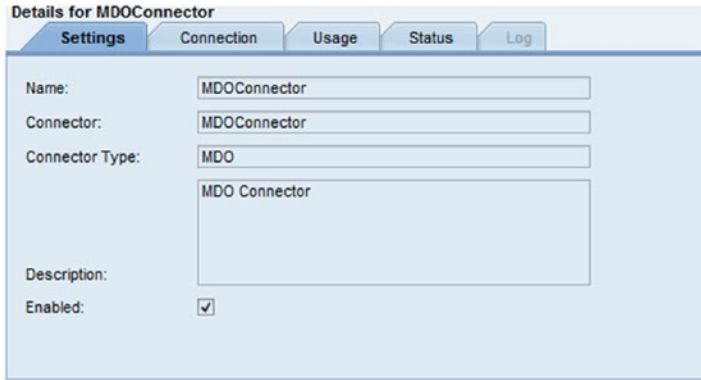 Details for MDOConnector
Settings Connection Usage Status Log
Name: MDOConnector
Connector: MDOConnector
Connector Type: MDO
MDO Connector
Description:
Enabled: